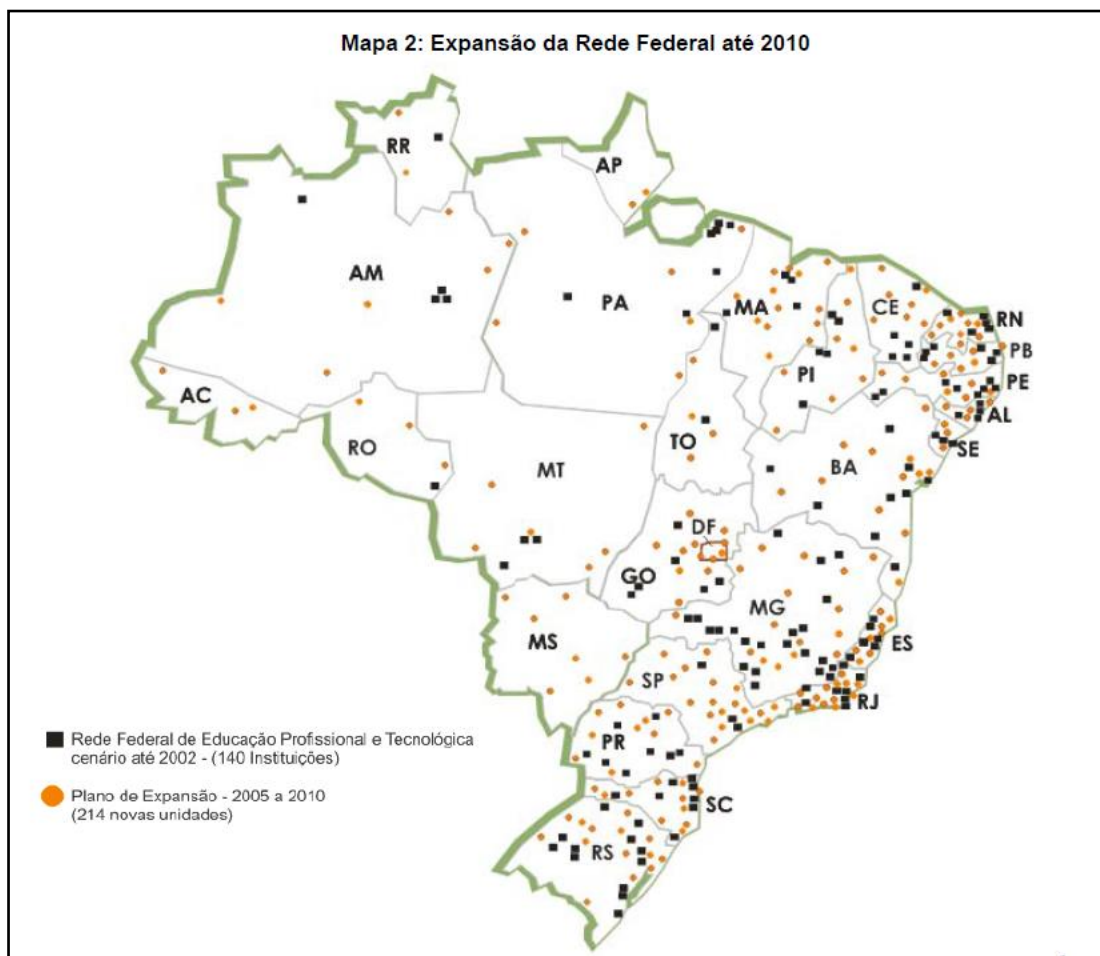 Mapa 2: Expansão da Rede Federal até 2010
RR
AP
AM
PA
MA
CE
RN
PB
PE
AL
SE
PI
AC
RO
TO
BA
MT
DF
GO
MG
ES
MS
SP
RJ
PR
SC
RS
Rede Federal de Educação Profissional e Tecnológica
cenário até 2002 - (140 Instituições)
Plano de Expansão - 2005 a 2010
(214 novas unidades)